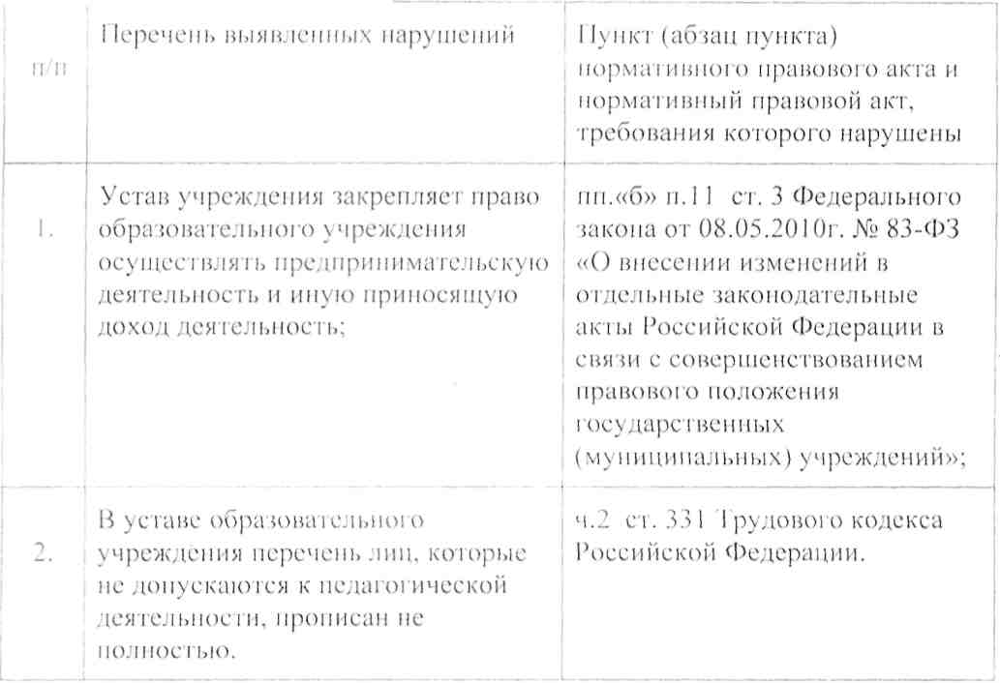 п/п
Перечень выявленных нарушений
Пункт (абзац пункта)
нормативного правового акта и
нормативный правовой акт,
требования которого нарушены
1.
Устав учреждения закрепляет право
образовательного учреждения
осуществлять предпринимательскую
деятельность и иную приносящую
доход деятельность;
пп.«б» п.11 ст. 3 Федерального
закона от 08.05.2010г. № 83-ФЗ
«О внесении изменений в
отдельные законодательные
акты Российской Федерации в
связи с совершенствованием
правового положения
государственных
(муниципальных) учреждений»;
2.
В уставе образовательного
учреждения перечень лиц, которые
не допускаются к педагогической
деятельности, прописан не
полностью.
ч.2 ст. 331 Трудового кодекса
Российской Федерации.